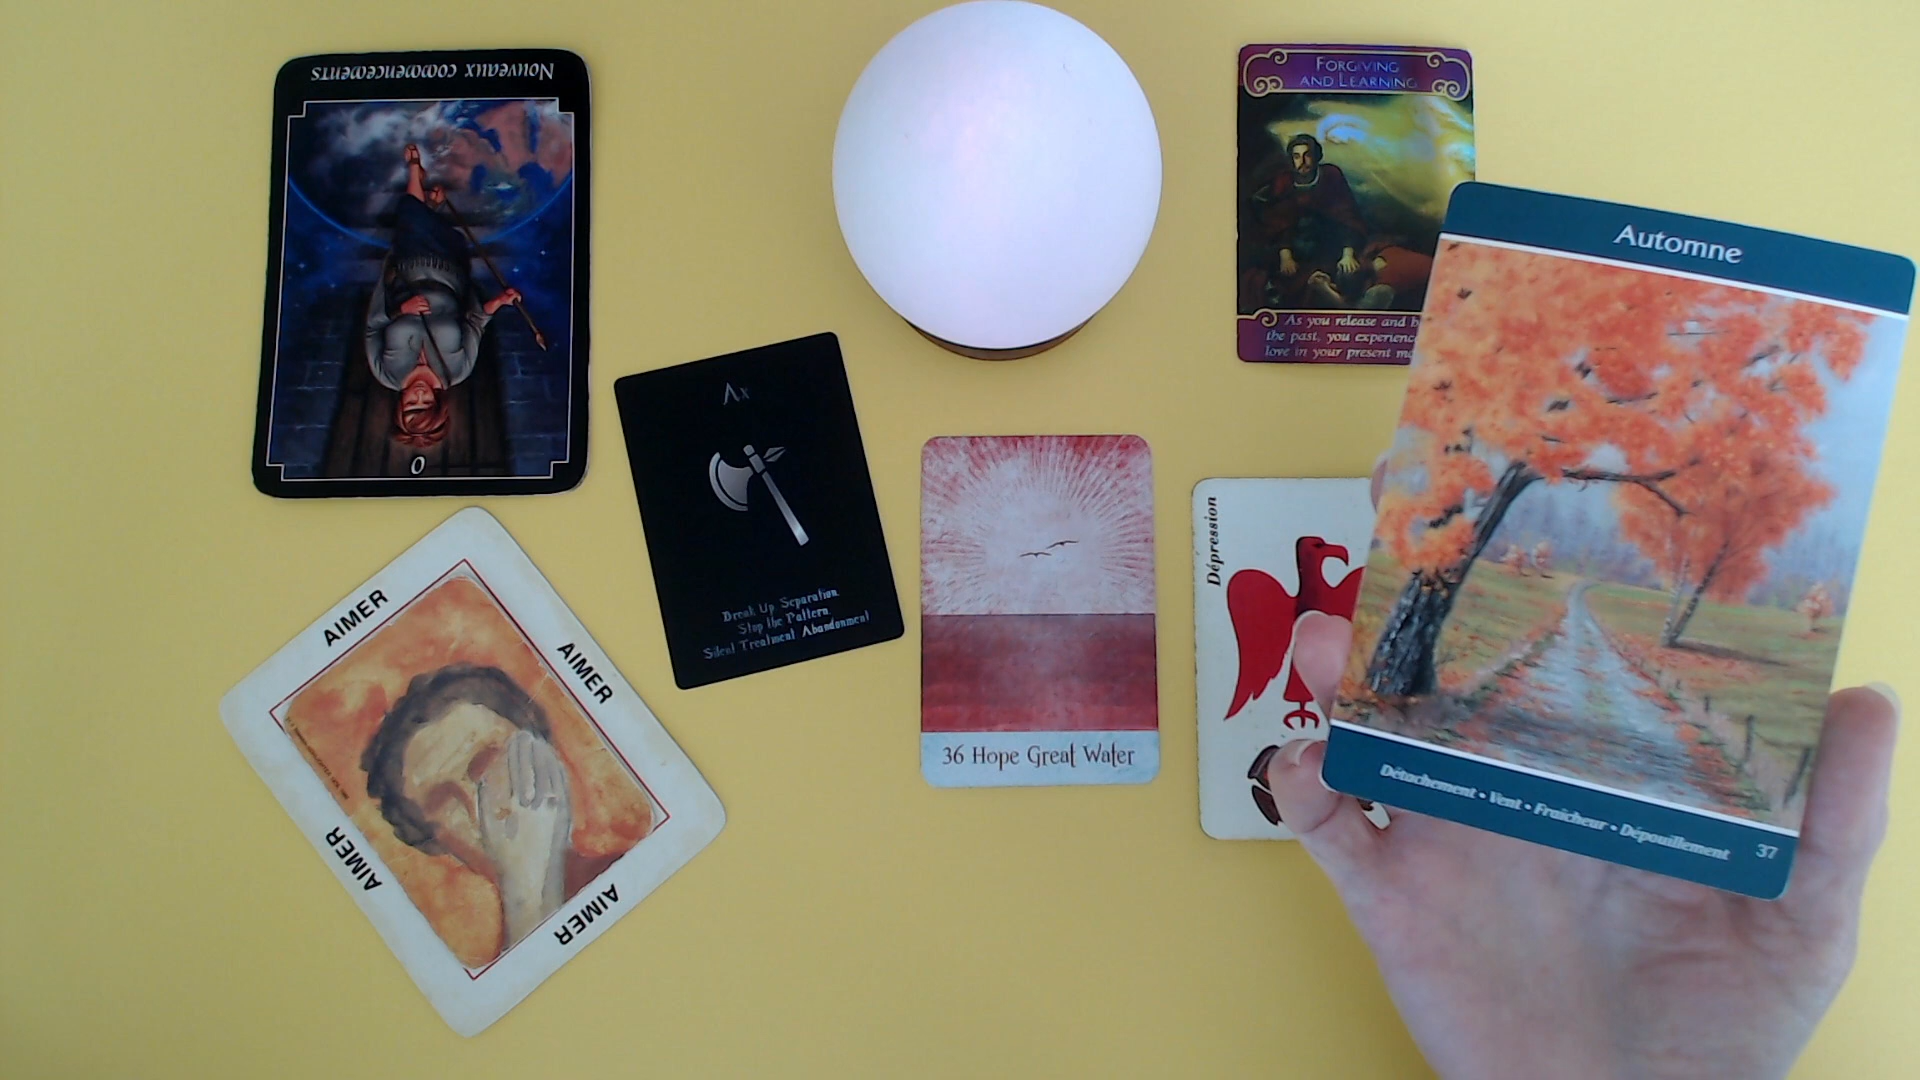 Nouveaux commencements
0
FORGIVING
AND LEARNING
As you release and
the past, you
love in your present
Automne
Détachement • Vent • Fraîcheur • Dépouillement
37
Ax
Break Up Separation
Stop the Pattern
Silent Treatment Abandonment
36 Hope Great Water
Dépression
AIMER
AIMER
AIMER
AIMER